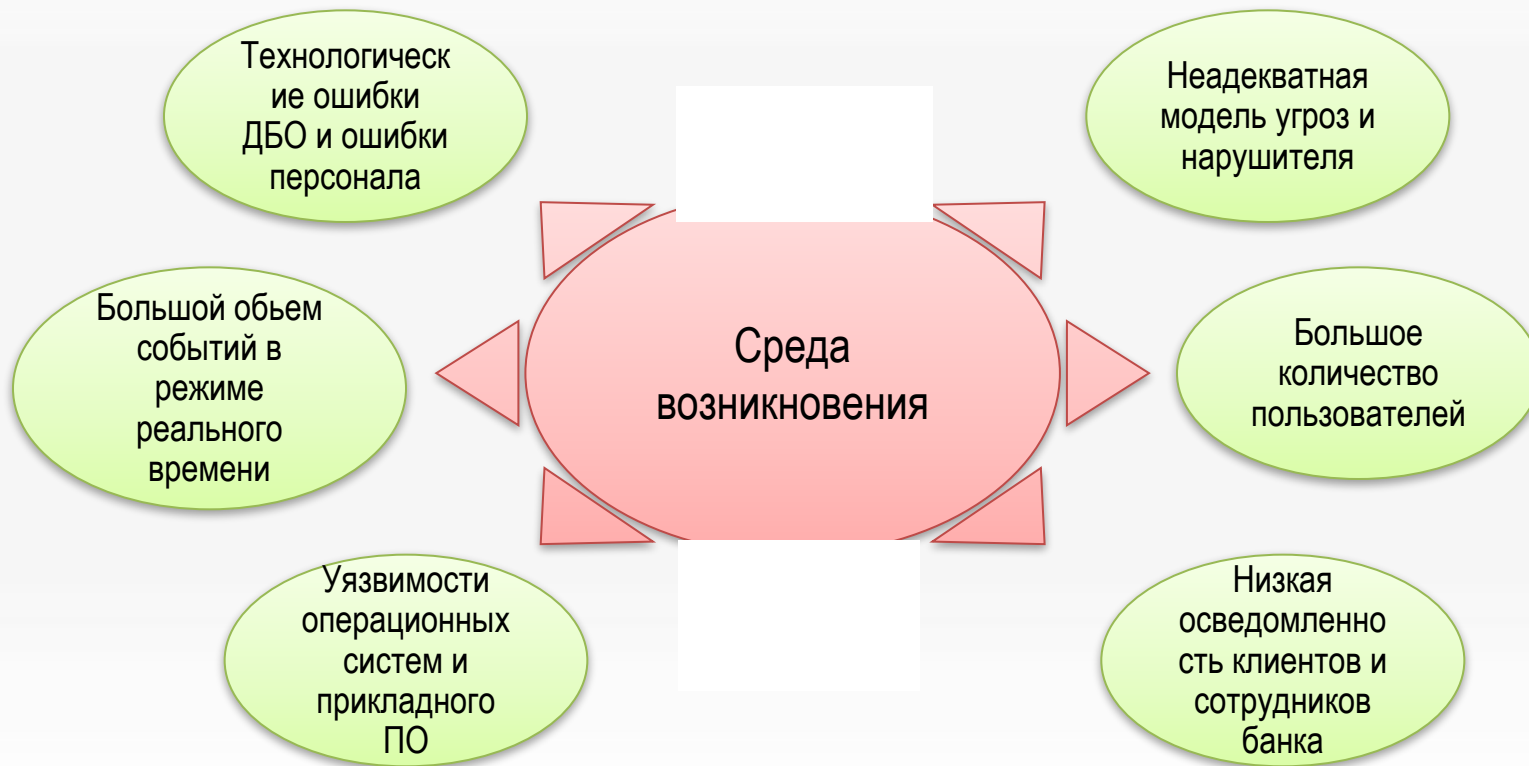 Технологическ
ие ошибки
ДБО и ошибки
персонала
Неадекватная
модель угроз и
нарушителя
Большой обьем
событий в
режиме
реального
времени
Среда
возникновения
Большое
количество
пользователей
Уязвимости
операционных
систем и
прикладного
ПО
Низкая
осведомленно
сть клиентов и
сотрудников
банка